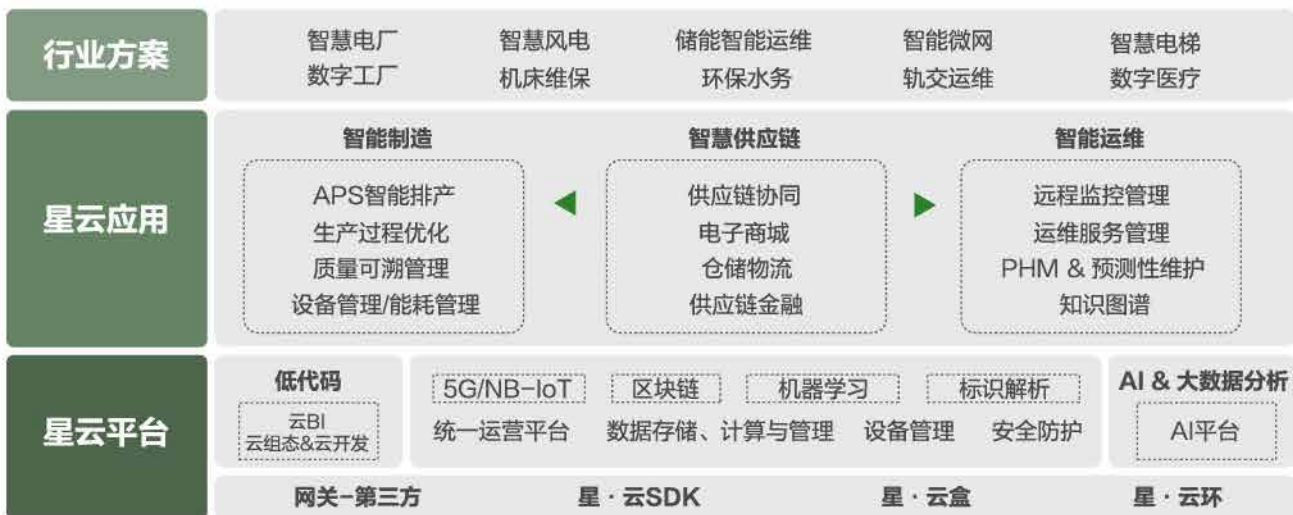 行业方案
智慧电厂 智慧风电 储能智能运维 智能微网 智慧电梯
数字工厂 机床维保 环保水务 轨交运维 数字医疗
星云应用
智能制造 智慧供应链 智能运维
APS智能排产 供应链协同 远程监控管理
生产过程优化 电子商城 运维服务管理
质量可溯管理 仓储物流 PHM & 预测性维护
设备管理/能耗管理 供应链金融 知识图谱
星云平台
低代码
云BI
云组态&云开发
5G/NB-IoT 区块链 机器学习 标识解析
统一运营平台 数据存储、计算与管理 设备管理 安全防护
AI & 大数据分析
AI平台
网关-第三方 星·云SDK 星·云盒 星·云环